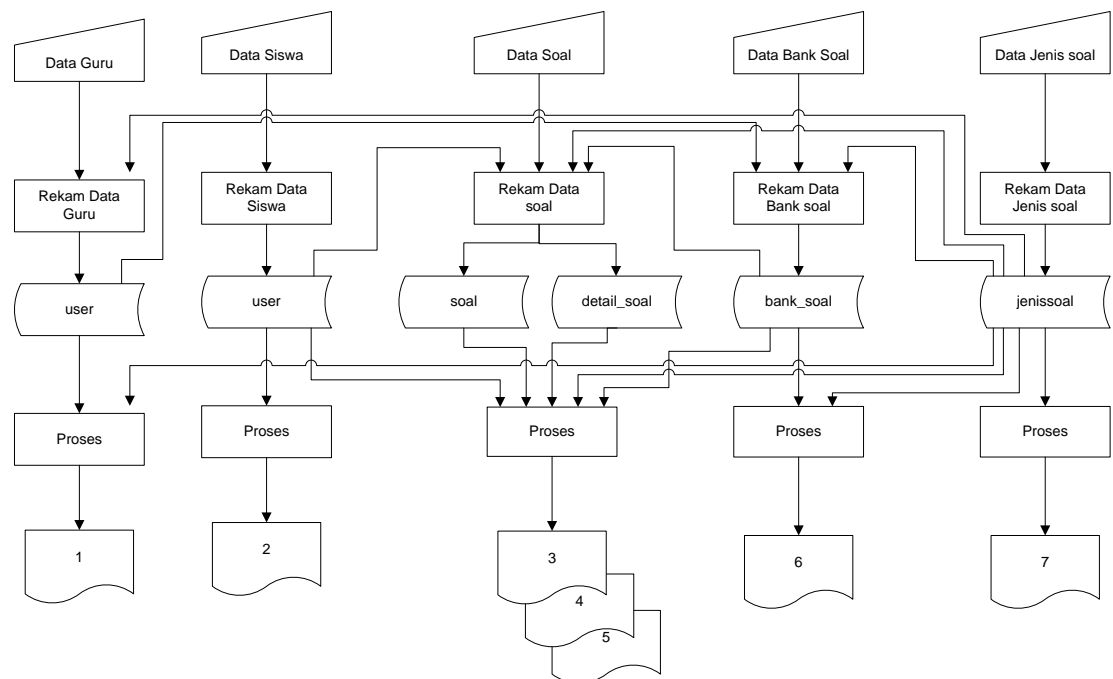 Data Guru
Data Siswa
Data Soal
Data Bank Soal
Data Jenis soal
Rekam Data
Guru
Rekam Data
Siswa
Rekam Data
soal
Rekam Data
Bank soal
Rekam Data
Jenis soal
user
user
soal
detail_soal
bank_soal
jenissoal
Proses
Proses
Proses
Proses
Proses
1
2
3
4
5
6
7